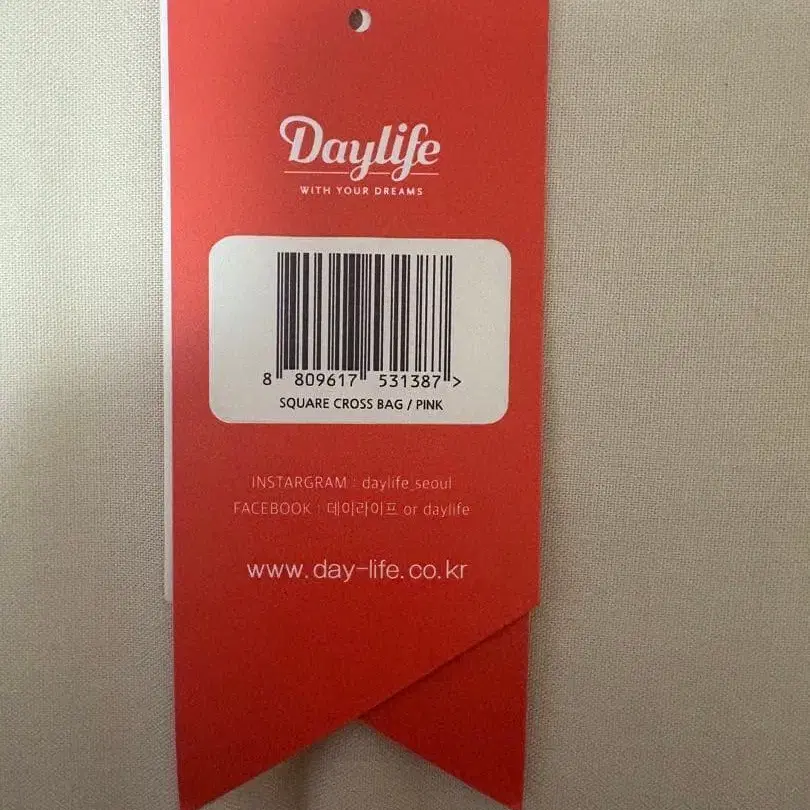 Daylife
WITH YOUR DREAMS
8 809617 531387 >
SQUARE CROSS BAG / PINK
INSTARGRAM : daylife_seoul
FACEBOOK : 데이라이프 or daylife
www.day-life.co.kr